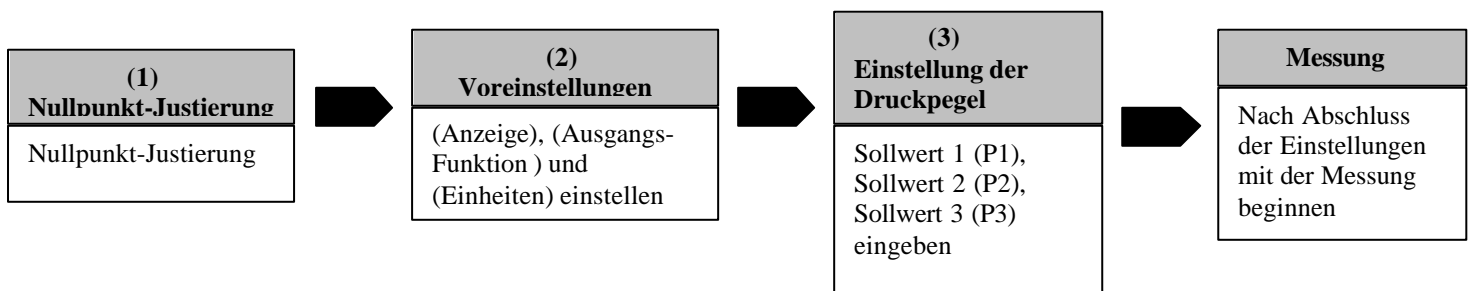 (1)
Nullpunkt-Justierung
Nullpunkt-Justierung
(2)
Voreinstellungen
(Anzeige), (Ausgangs-
Funktion ) und
(Einheiten) einstellen
(3)
Einstellung der
Druckpegel
Sollwert 1 (P1),
Sollwert 2 (P2),
Sollwert 3 (P3)
eingeben
Messung
Nach Abschluss
der Einstellungen
mit der Messung
beginnen